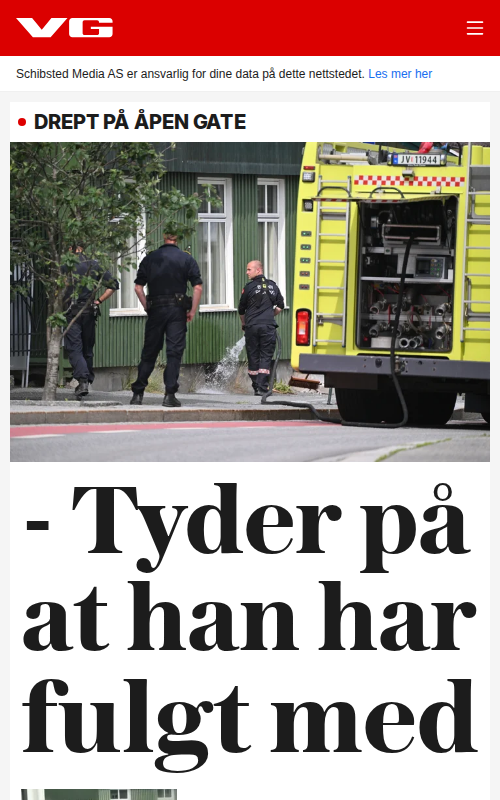 VG
Schibsted Media AS er ansvarlig for dine data på dette nettstedet. Les mer her
DREPT PÅ ÅPEN GATE
JV 11944
- Tyder på
at han har
fulgt med